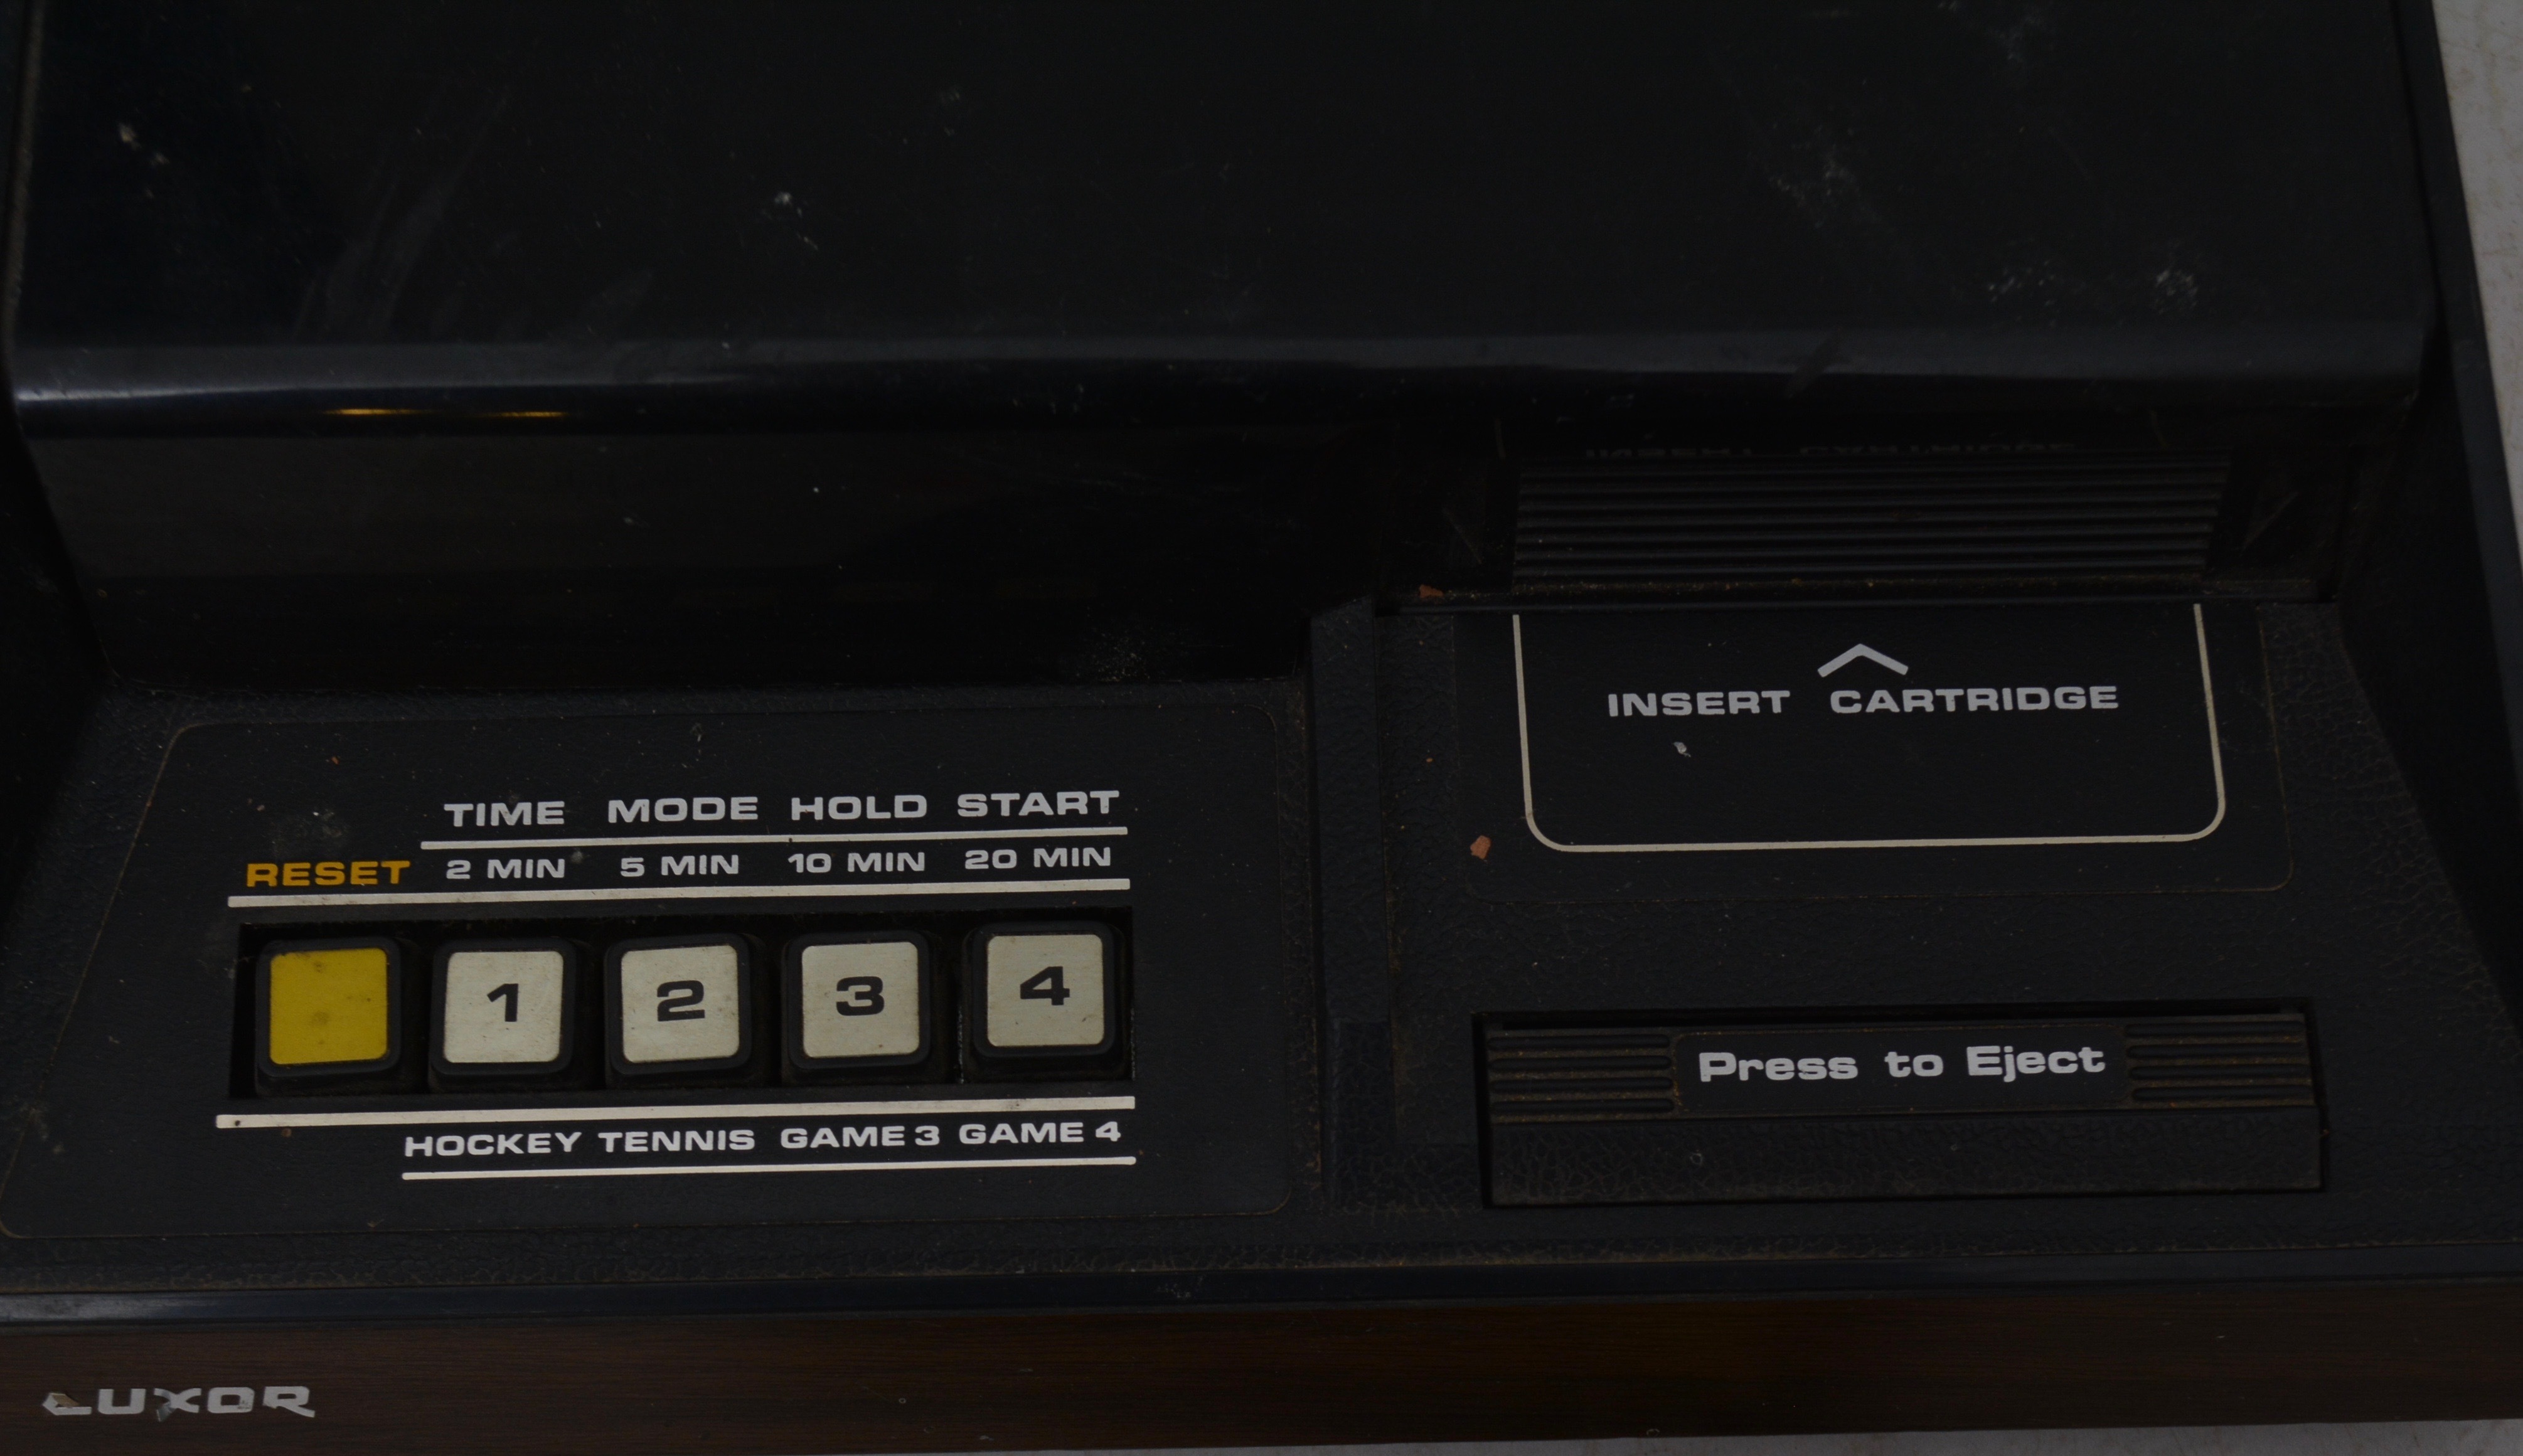 TIME MODE HOLD START
RESET 2 MIN 5 MIN 10 MIN 20 MIN
1 2 3 4
HOCKEY TENNIS GAME 3 GAME 4
INSERT CARTRIDGE
Press to Eject
LUXOR